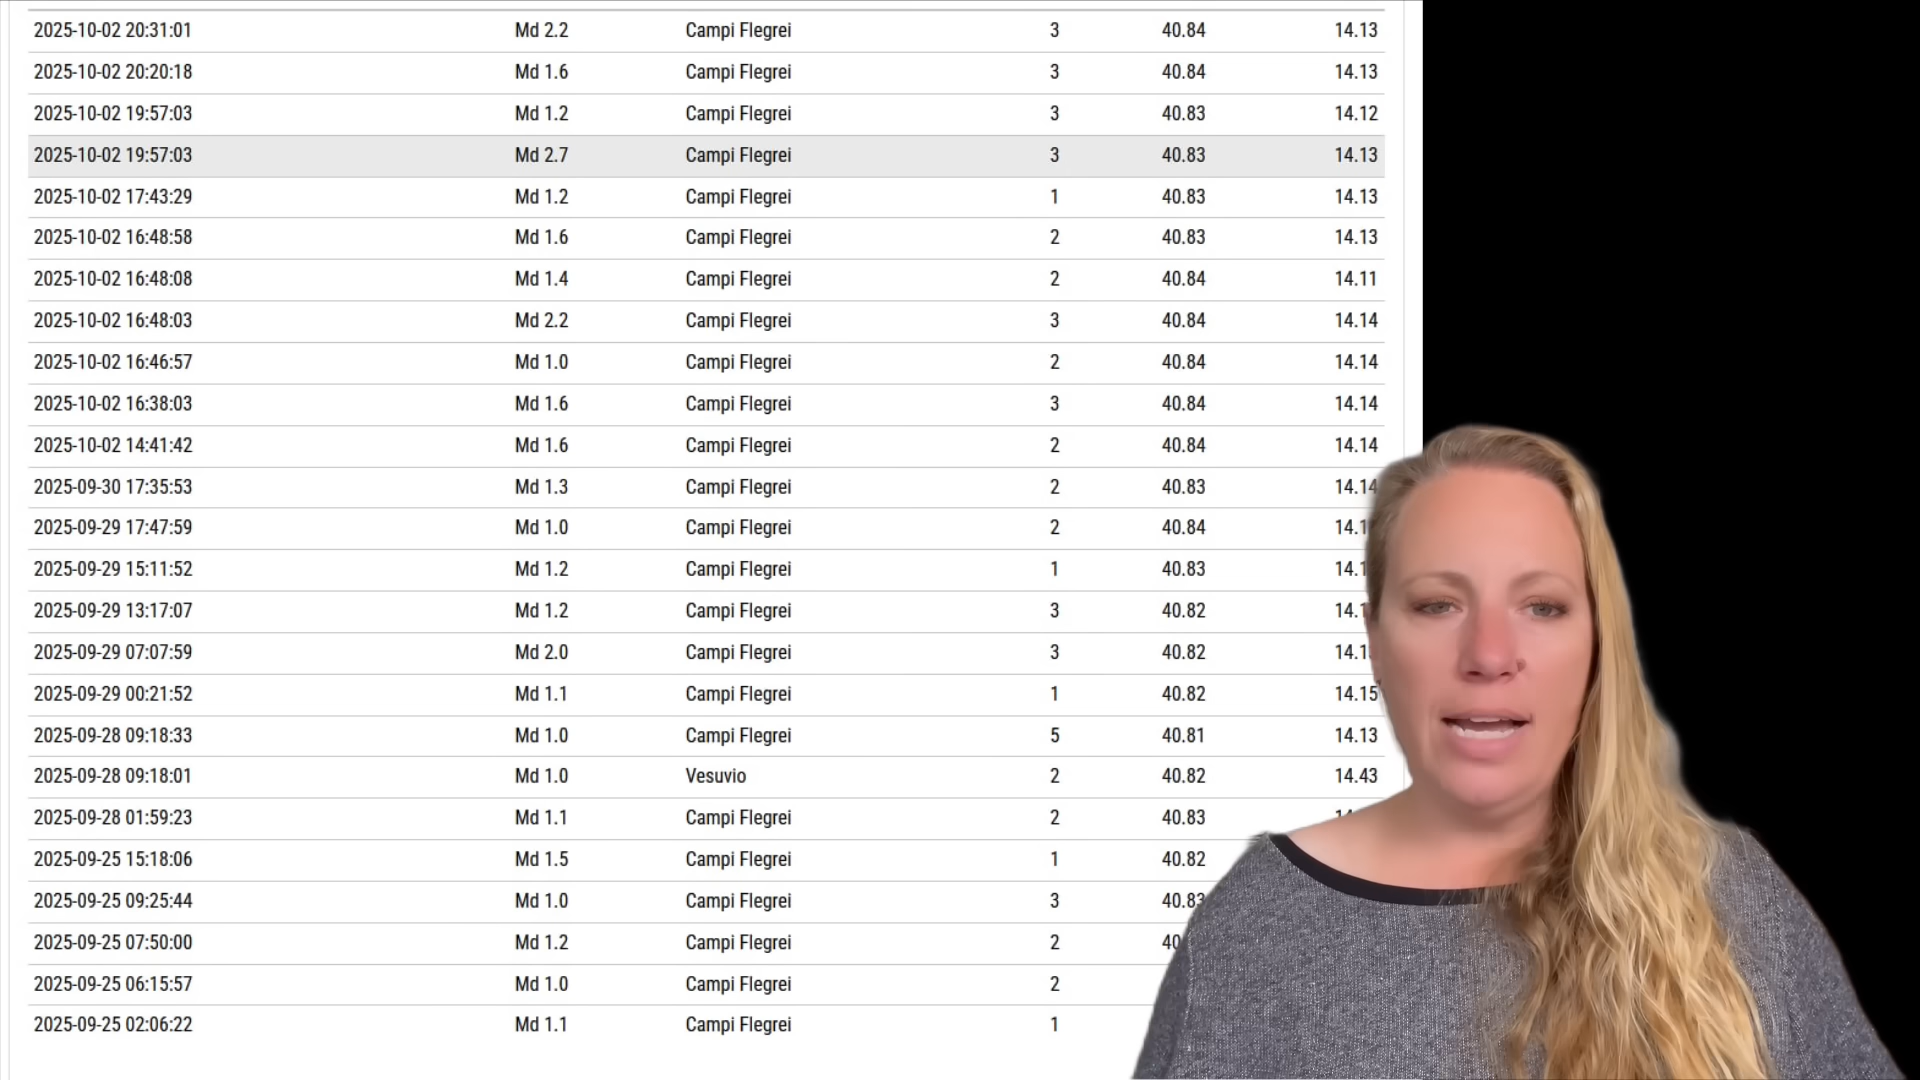 2025-10-02 20:31:01 Md 2.2 Campi Flegrei 3 40.84 14.13
2025-10-02 20:20:18 Md 1.6 Campi Flegrei 3 40.84 14.13
2025-10-02 19:57:03 Md 1.2 Campi Flegrei 3 40.83 14.12
2025-10-02 19:57:03 Md 2.7 Campi Flegrei 3 40.83 14.13
2025-10-02 17:43:29 Md 1.2 Campi Flegrei 1 40.83 14.13
2025-10-02 16:48:58 Md 1.6 Campi Flegrei 2 40.83 14.13
2025-10-02 16:48:08 Md 1.4 Campi Flegrei 2 40.84 14.11
2025-10-02 16:48:03 Md 2.2 Campi Flegrei 3 40.84 14.14
2025-10-02 16:46:57 Md 1.0 Campi Flegrei 2 40.84 14.14
2025-10-02 16:38:03 Md 1.6 Campi Flegrei 3 40.84 14.14
2025-10-02 14:41:42 Md 1.6 Campi Flegrei 2 40.84 14.14
2025-09-30 17:35:53 Md 1.3 Campi Flegrei 2 40.83 14.14
2025-09-29 17:47:59 Md 1.0 Campi Flegrei 2 40.84
2025-09-29 15:11:52 Md 1.2 Campi Flegrei 1 40.83
2025-09-29 13:17:07 Md 1.2 Campi Flegrei 3 40.82
2025-09-29 07:07:59 Md 2.0 Campi Flegrei 3 40.82
2025-09-29 00:21:52 Md 1.1 Campi Flegrei 1 40.82 14.15
2025-09-28 09:18:33 Md 1.0 Campi Flegrei 5 40.81 14.13
2025-09-28 09:18:01 Md 1.0 Vesuvio 2 40.82 14.43
2025-09-28 01:59:23 Md 1.1 Campi Flegrei 2 40.83
2025-09-25 15:18:06 Md 1.5 Campi Flegrei 1 40.82
2025-09-25 09:25:44 Md 1.0 Campi Flegrei 3 40.83
2025-09-25 07:50:00 Md 1.2 Campi Flegrei 2
2025-09-25 06:15:57 Md 1.0 Campi Flegrei 2
2025-09-25 02:06:22 Md 1.1 Campi Flegrei 1